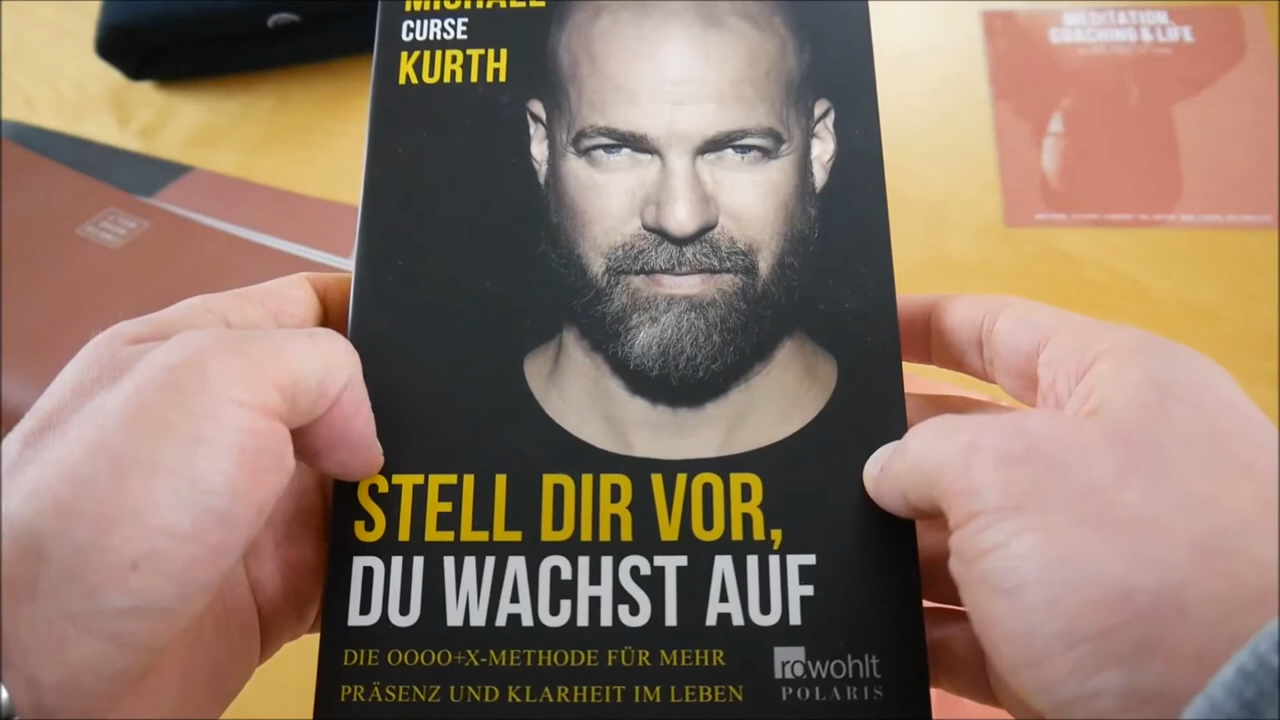 MICHAEL
CURSE
KURTH
MEDITATION,
COACHING & LIFE
STELL DIR VOR,
DU WACHST AUF
DIE OOOO+X-METHODE FÜR MEHR
PRÄSENZ UND KLARHEIT IM LEBEN
rowohlt
POLARIS